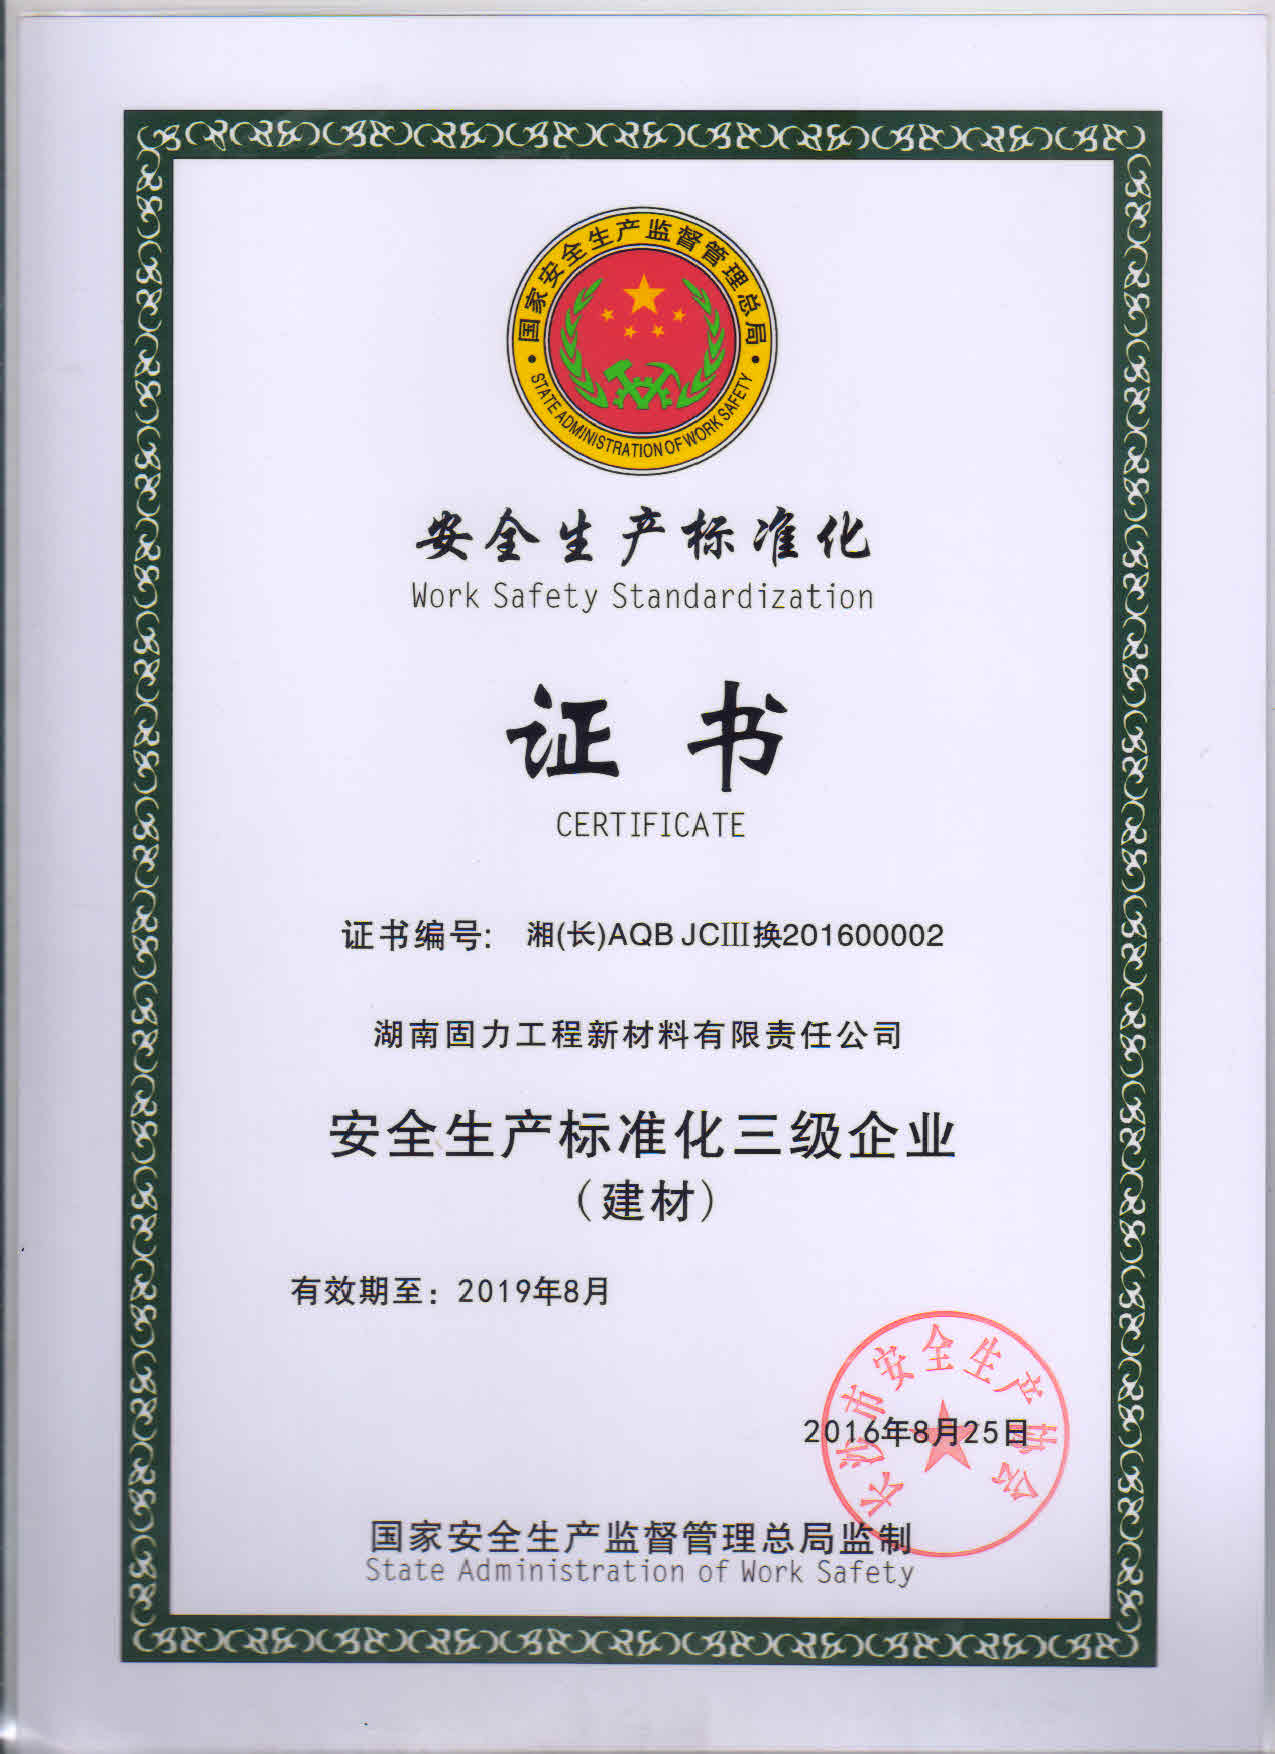 国家安全生产监督管理总局
STATE ADMINISTRATION OF WORK SAFETY
安全生产标准化
Work Safety Standardization
证书
CERTIFICATE
证书编号: 湘(长)AQB JCⅢ换201600002
湖南固力工程新材料有限责任公司
安全生产标准化三级企业
(建材)
有效期至: 2019年8月
长沙市安全生产协会
2016年8月25日
国家安全生产监督管理总局监制
State Administration of Work Safety